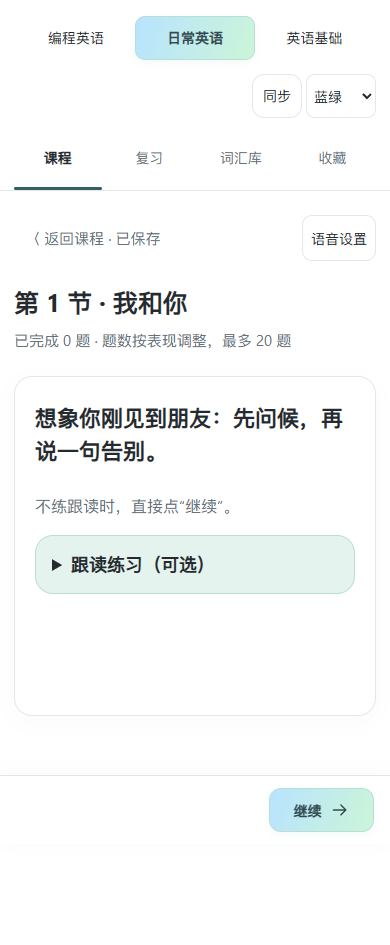 编程英语 日常英语 英语基础
同步 蓝绿
课程 复习 词汇库 收藏
〈 返回课程 · 已保存 语音设置
第 1 节 · 我和你
已完成 0 题 · 题数按表现调整，最多 20 题
想象你刚见到朋友：先问候，再
说一句告别。
不练跟读时，直接点“继续”。
▶ 跟读练习（可选）
继续 →